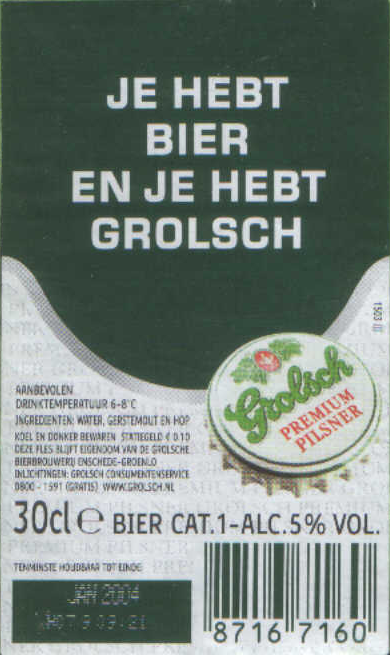 JE HEBT
BIER
EN JE HEBT
GROLSCH
1503
Grolsch
PREMIUM
PILSNER
AANBEVOLEN
DRINKTEMPERATUUR 6-8°C
INGREDIENTEN: WATER, GERSTEMOUT EN HOP
KOEL EN DONKER BEWAREN STATIEGELD € 0.10
DEZE FLES BLIJFT EIGENDOM VAN DE GROLSCHE
BIERBROUWERIJ ENSCHEDE-GROENLO
INLICHTINGEN: GROLSCH CONSUMENTENSERVICE
0800 - 1591 (GRATIS) WWW.GROLSCH.NL
30cl e BIER CAT.1-ALC.5% VOL.
TENMINSTE HOUDBAAR TOT EINDE:
JAN 2004
8716 7160